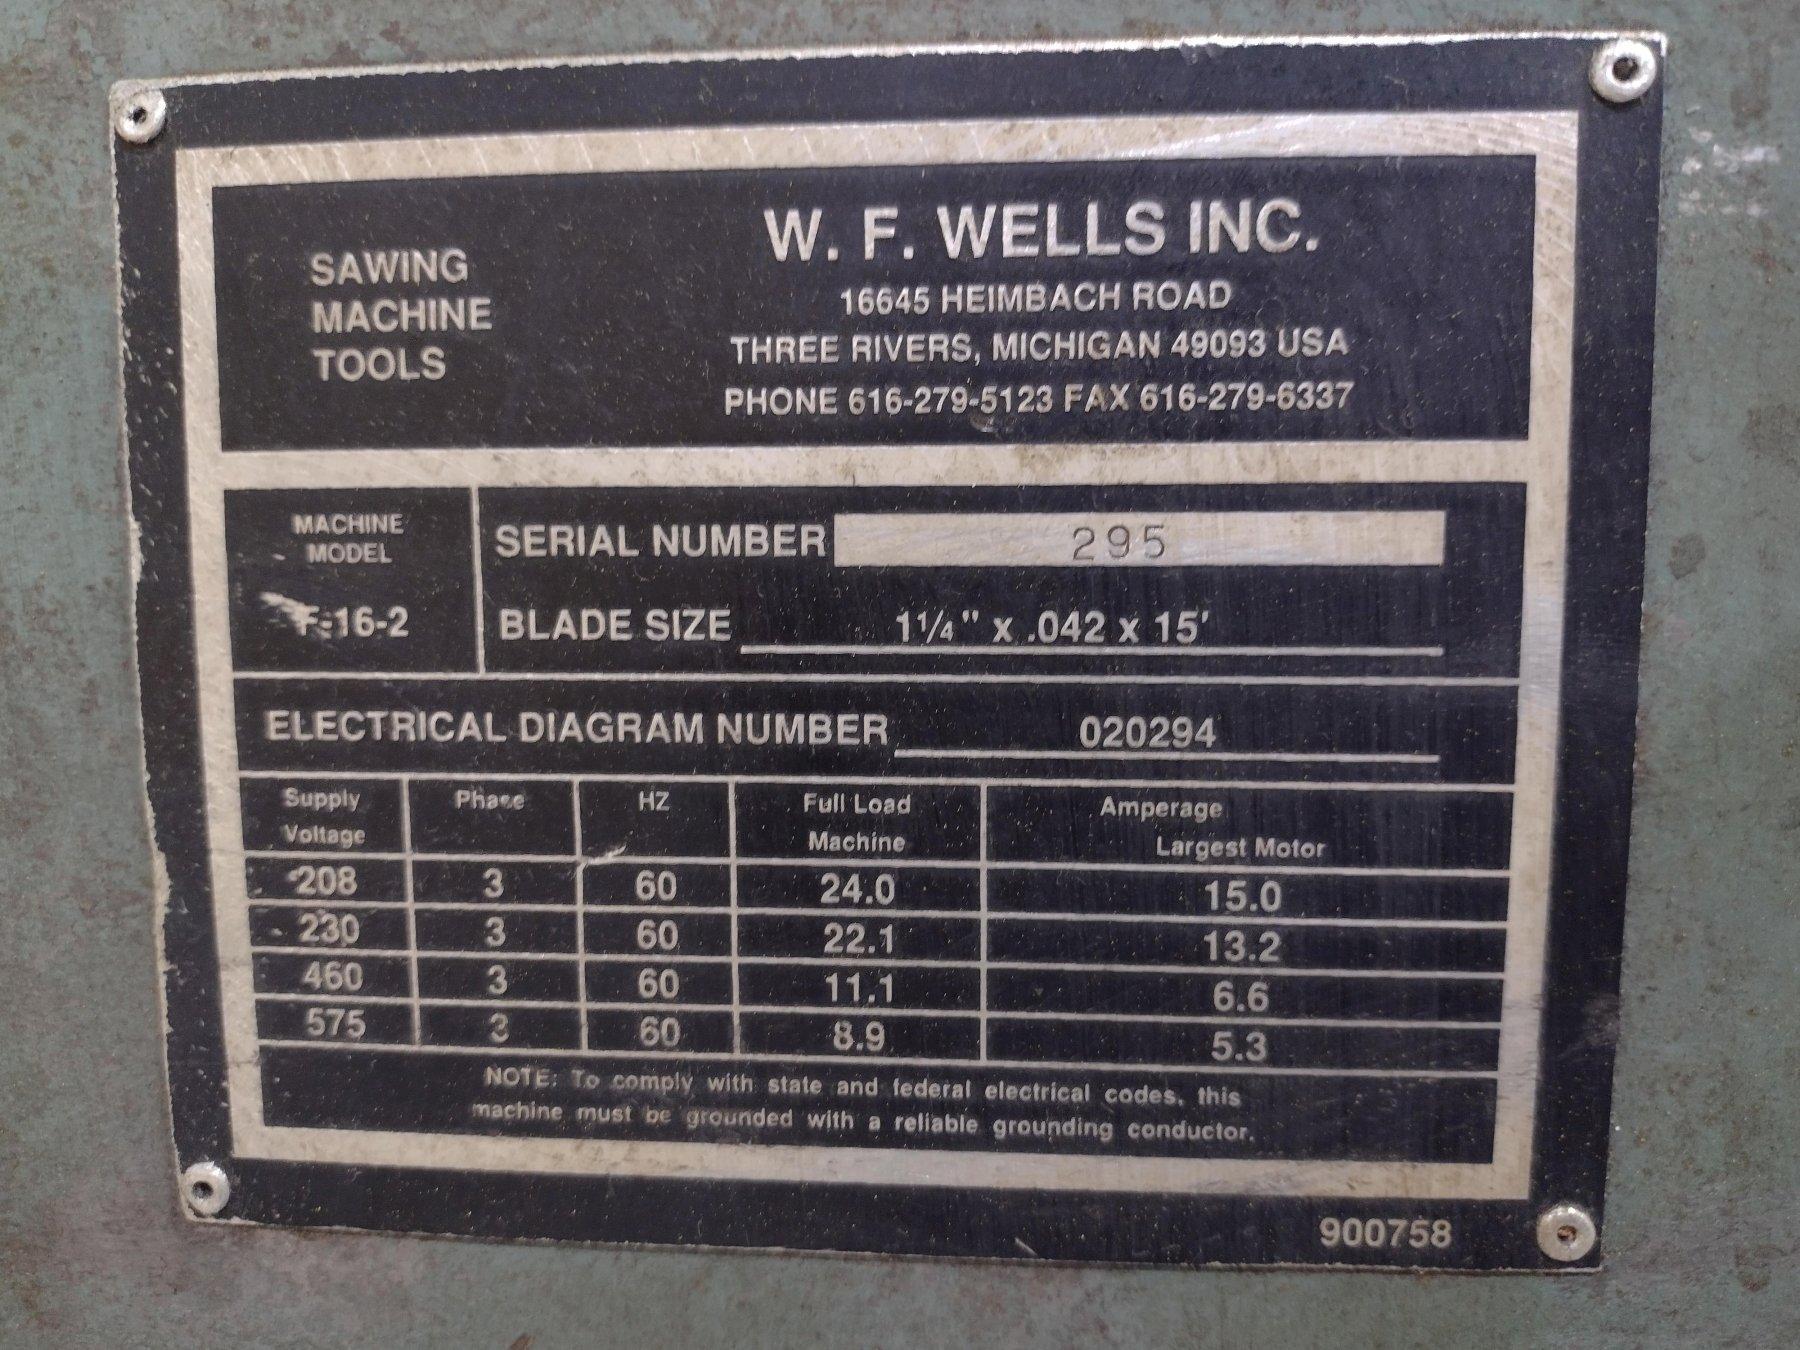 SAWING
MACHINE
TOOLS
W. F. WELLS INC.
16645 HEIMBACH ROAD
THREE RIVERS, MICHIGAN 49093 USA
PHONE 616-279-5123 FAX 616-279-6337
MACHINE
MODEL
F-16-2
SERIAL NUMBER 295
BLADE SIZE 1¼" x .042 x 15'
ELECTRICAL DIAGRAM NUMBER 020294
Supply Phase HZ Full Load Amperage
Voltage Machine Largest Motor
208 3 60 24.0 15.0
230 3 60 22.1 13.2
460 3 60 11.1 6.6
575 3 60 8.9 5.3
NOTE: To comply with state and federal electrical codes, this
machine must be grounded with a reliable grounding conductor.
900758